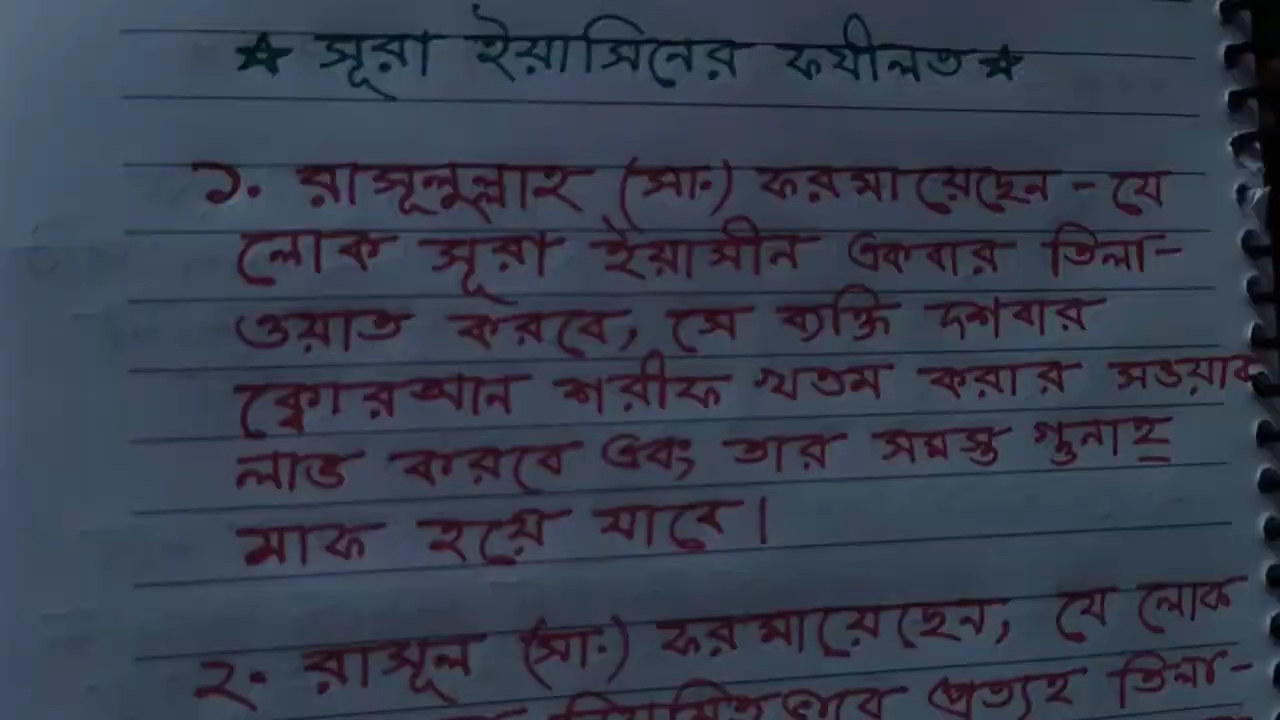 ☆ সূরা ইয়াসিনের ফযীলত ☆
১. রাসূলুল্লাহ (সা.) ফরমায়েছেন - যে
লোক সূরা ইয়াসীন একবার তিলা-
ওয়াত করবে, সে ব্যক্তি দশবার
ক্বোরআন শরীফ খতম করার সওয়াব
লাভ করবে এবং তার সমস্ত গুনাহ্
মাফ হয়ে যাবে।
২. রাসূল (সা.) ফরমায়েছেন, যে লোক
নিয়মিতভাবে প্রত্যহ তিলা-